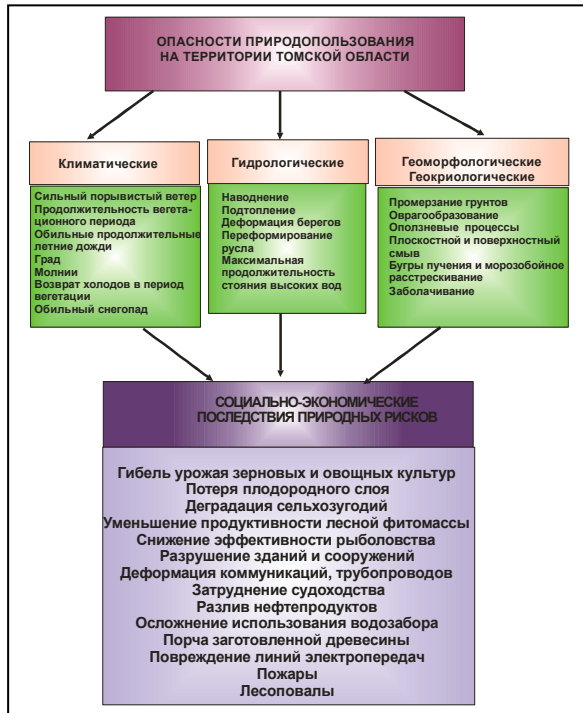 ОПАСНОСТИ ПРИРОДОПОЛЬЗОВАНИЯ
НА ТЕРРИТОРИИ ТОМСКОЙ ОБЛАСТИ
Климатические
Сильный порывистый ветер
Продолжительность вегета-
ционного периода
Обильные продолжительные
летние дожди
Град
Молнии
Возврат холодов в период
вегетации
Обильный снегопад
Гидрологические
Наводнение
Подтопление
Деформация берегов
Переформирование
русла
Максимальная
продолжительность
стояния высоких вод
Геоморфологические
Геокриологические
Промерзание грунтов
Оврагообразование
Оползневые процессы
Плоскостной и поверхностный
смыв
Бугры пучения и морозобойное
расстрескивание
Заболачивание
СОЦИАЛЬНО-ЭКОНОМИЧЕСКИЕ
ПОСЛЕДСТВИЯ ПРИРОДНЫХ РИСКОВ
Гибель урожая зерновых и овощных культур
Потеря плодородного слоя
Деградация сельхозугодий
Уменьшение продуктивности лесной фитомассы
Снижение эффективности рыболовства
Разрушение зданий и сооружений
Деформация коммуникаций, трубопроводов
Затруднение судоходства
Разлив нефтепродуктов
Осложнение использования водозабора
Порча заготовленной древесины
Повреждение линий электропередач
Пожары
Лесоповалы